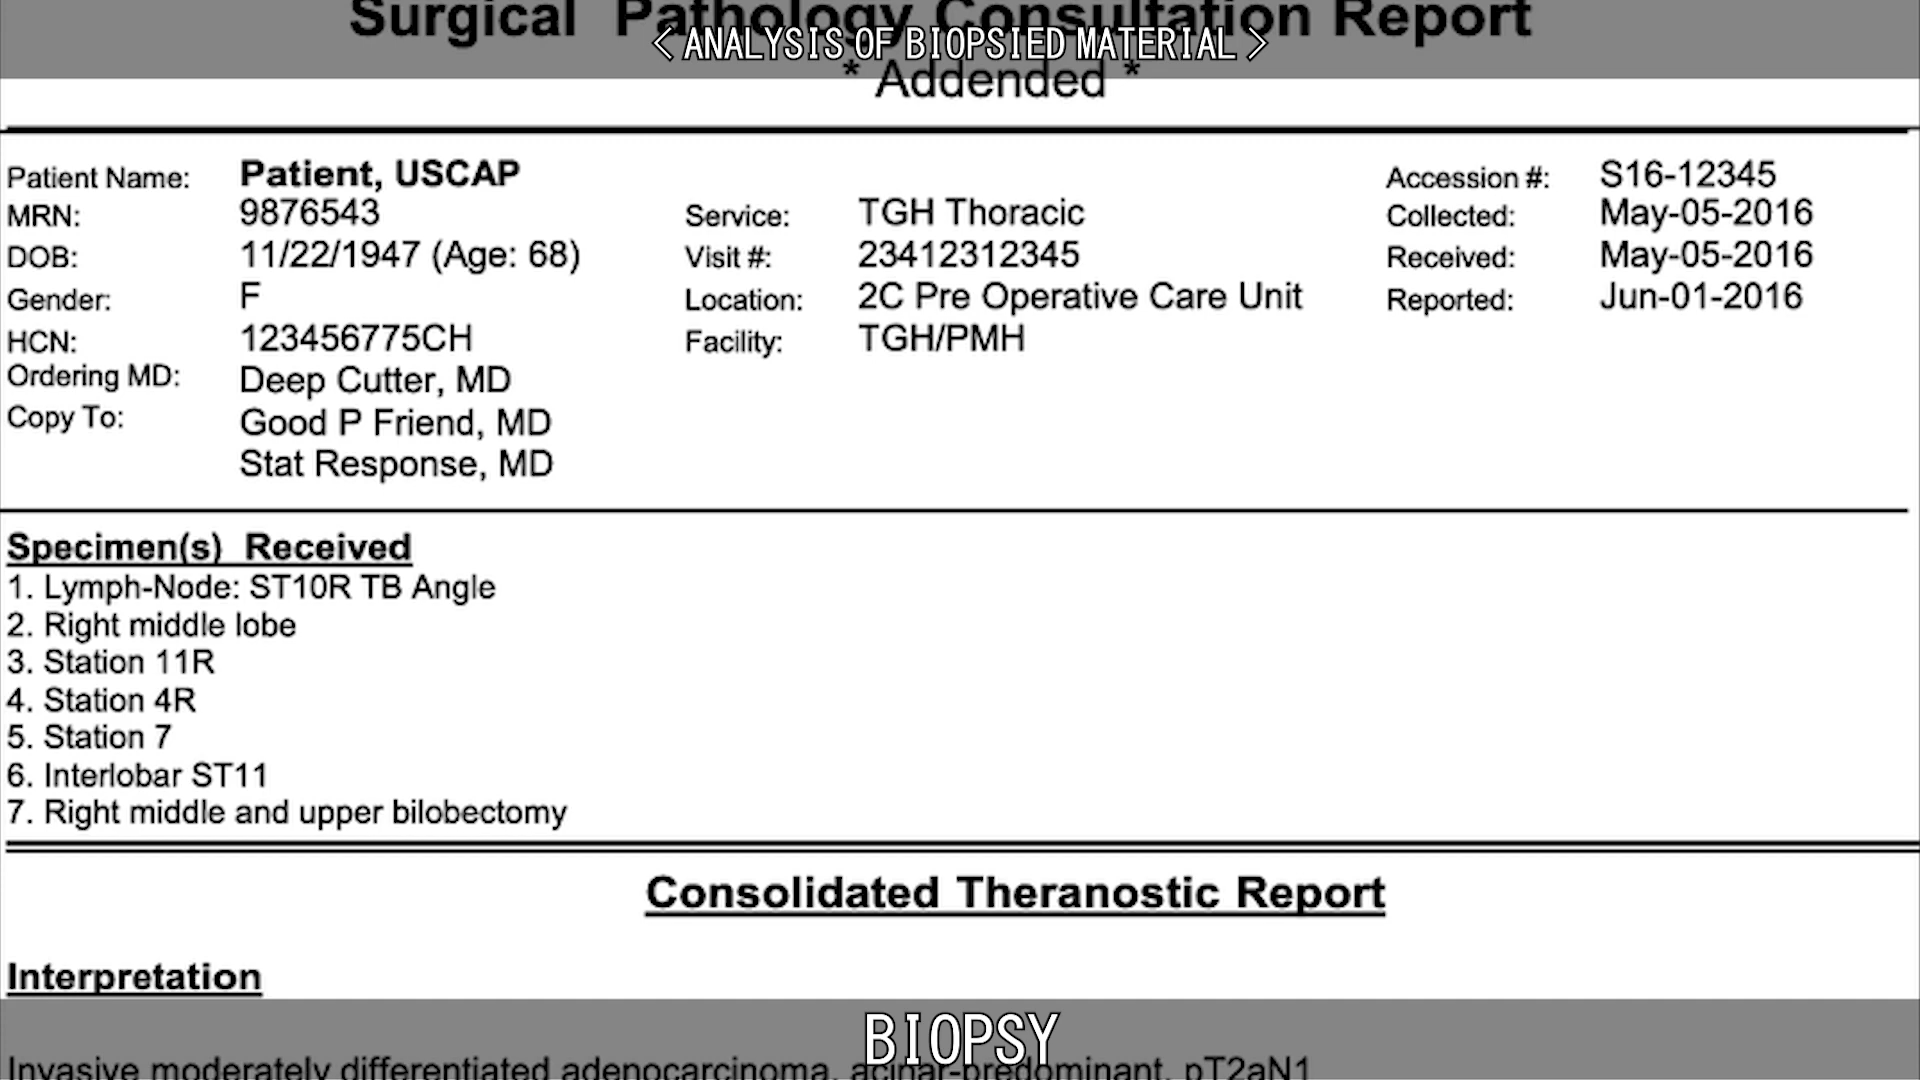 Surgical Pathology Consultation Report
< ANALYSIS OF BIOPSIED MATERIAL >
* Addended *
Patient Name: Patient, USCAP Accession #: S16-12345
MRN: 9876543 Service: TGH Thoracic Collected: May-05-2016
DOB: 11/22/1947 (Age: 68) Visit #: 23412312345 Received: May-05-2016
Gender: F Location: 2C Pre Operative Care Unit Reported: Jun-01-2016
HCN: 123456775CH Facility: TGH/PMH
Ordering MD: Deep Cutter, MD
Copy To: Good P Friend, MD
Stat Response, MD
Specimen(s) Received
1. Lymph-Node: ST10R TB Angle
2. Right middle lobe
3. Station 11R
4. Station 4R
5. Station 7
6. Interlobar ST11
7. Right middle and upper bilobectomy
Consolidated Theranostic Report
Interpretation
BIOPSY
Invasive moderately differentiated adenocarcinoma, acinar-predominant, pT2aN1